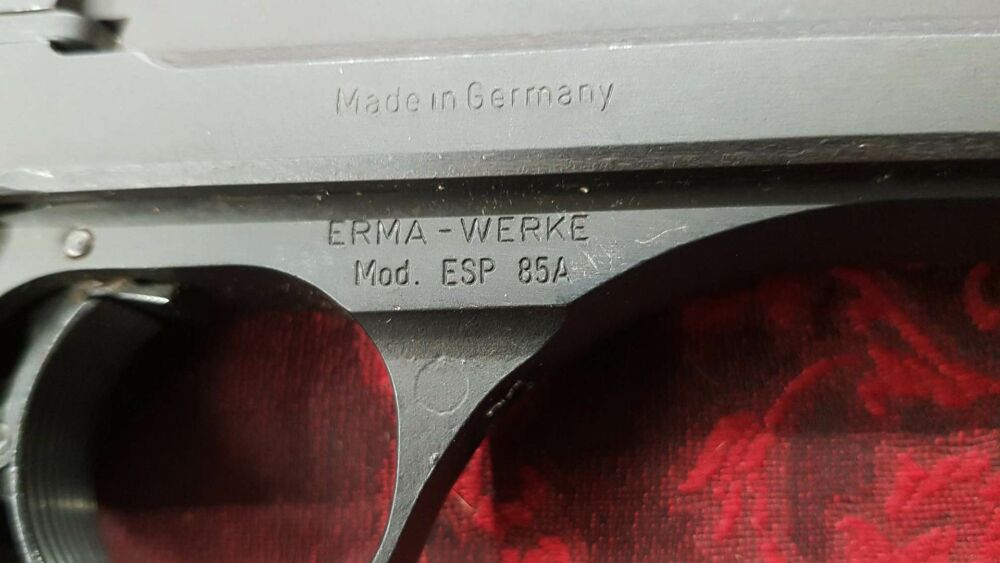 Made in Germany
ERMA-WERKE
Mod. ESP 85A